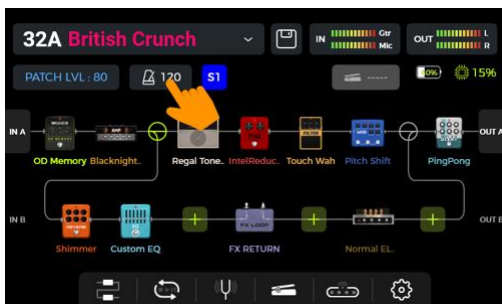 32A British Crunch
IN
Gtr
Mic
OUT
L
R
PATCH LVL : 80
120
S1
-----
15%
IN A
OUT A
OD Memory
Blacknight..
Regal Tone..
IntelReduc..
Touch Wah
Pitch Shift
PingPong
IN B
OUT B
FX LOOP
Shimmer
Custom EQ
FX RETURN
Normal EL..